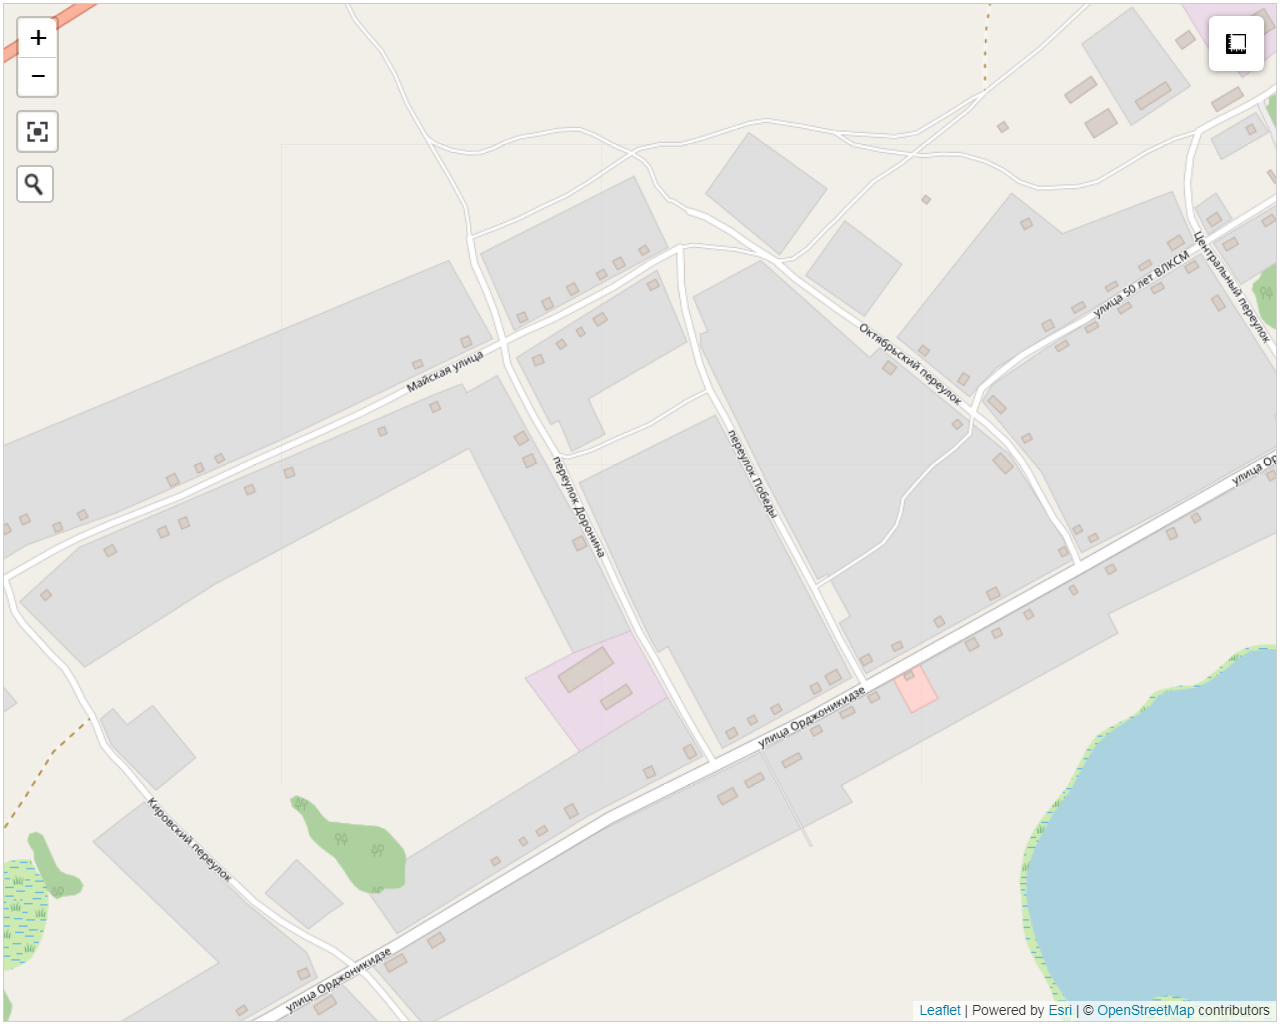 +
−
Центральный переулок
улица 50 лет ВЛКСМ
Октябрьский переулок
Майская улица
переулок Победы
переулок Доронина
улица Ор
улица Орджоникидзе
Кировский переулок
улица Орджоникидзе
Leaflet | Powered by Esri | © OpenStreetMap contributors